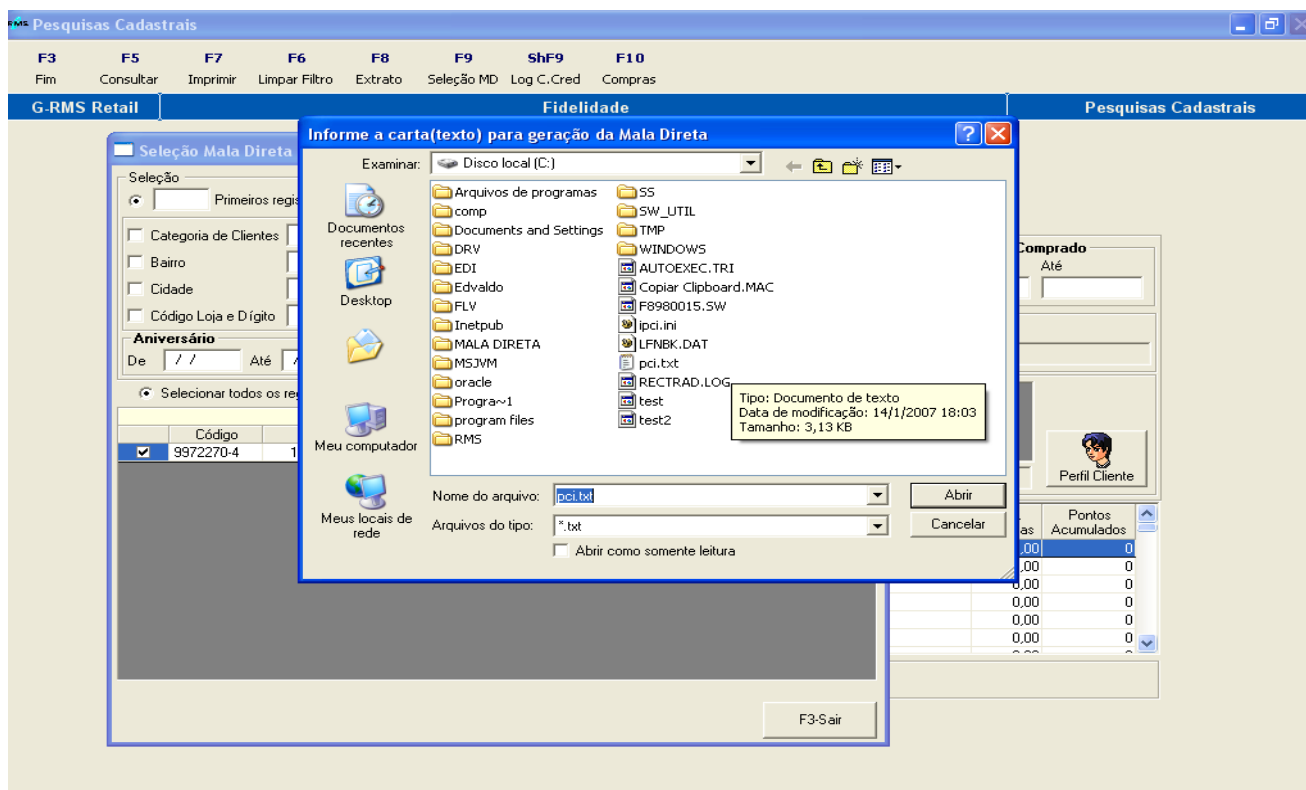 RMS Pesquisas Cadastrais
F3 F5 F7 F6 F8 F9 ShF9 F10
Fim Consultar Imprimir Limpar Filtro Extrato Seleção MD Log C.Cred Compras
G-RMS Retail Fidelidade Pesquisas Cadastrais
Seleção Mala Direta
Seleção
Primeiros regis
Categoria de Clientes
Bairro
Cidade
Código Loja e Dígito
Aniversário
De / / Até /
Selecionar todos os re
Código
9972270-4 1
F3-Sair
Informe a carta(texto) para geração da Mala Direta
Examinar: Disco local (C:)
Documentos recentes
Desktop
Meu computador
Meus locais de rede
Arquivos de programas
comp
Documents and Settings
DRV
EDI
Edvaldo
FLV
Inetpub
MALA DIRETA
MSJVM
oracle
Progra~1
program files
RMS
SS
SW_UTIL
TMP
WINDOWS
AUTOEXEC.TRI
Copiar Clipboard.MAC
F8980015.SW
ipci.ini
LFNBK.DAT
pci.txt
RECTRAD.LOG
test
test2
Tipo: Documento de texto
Data de modificação: 14/1/2007 18:03
Tamanho: 3,13 KB
Nome do arquivo: pci.txt Abrir
Arquivos do tipo: *.txt Cancelar
Abrir como somente leitura
Comprado
Até
Perfil Cliente
as Pontos Acumulados
,00 0
,00 0
0,00 0
0,00 0
0,00 0
0,00 0